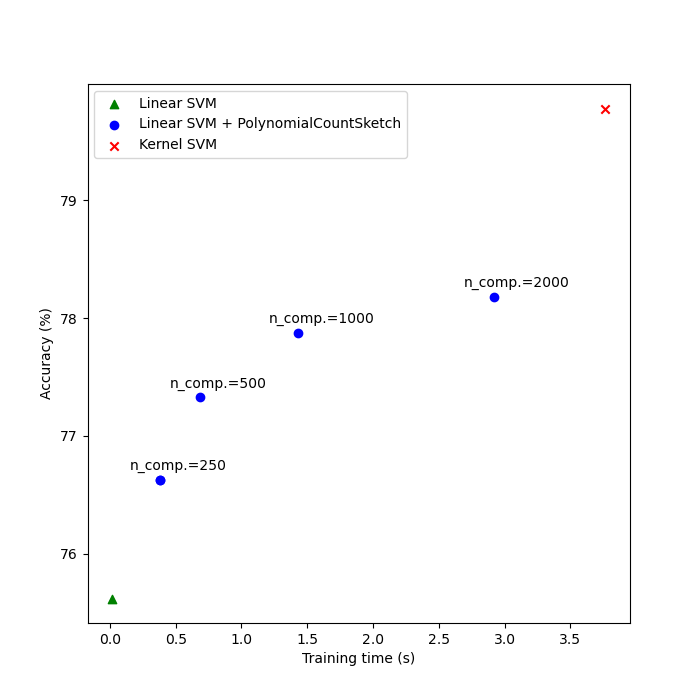 Linear SVM
Linear SVM + PolynomialCountSketch
Kernel SVM
79
n_comp.=2000
78
n_comp.=1000
n_comp.=500
77
n_comp.=250
76
Accuracy (%)
0.0 0.5 1.0 1.5 2.0 2.5 3.0 3.5
Training time (s)